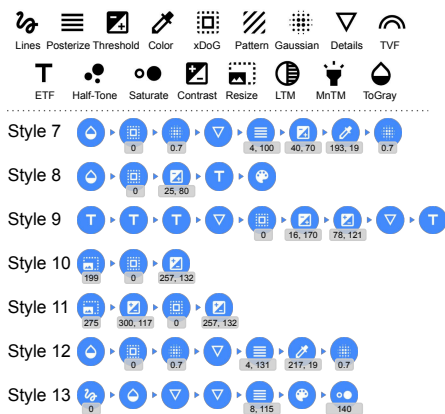 Lines Posterize Threshold Color xDoG Pattern Gaussian Details TVF
ETF Half-Tone Saturate Contrast Resize LTM MnTM ToGray
Style 7
0 0.7 4, 100 40, 70 193, 19 0.7
Style 8
0 25, 80
Style 9
0 16, 170 78, 121
Style 10
199 0 257, 132
Style 11
275 300, 117 0 257, 132
Style 12
0 0.7 4, 131 217, 19 0.7
Style 13
0 8, 115 140